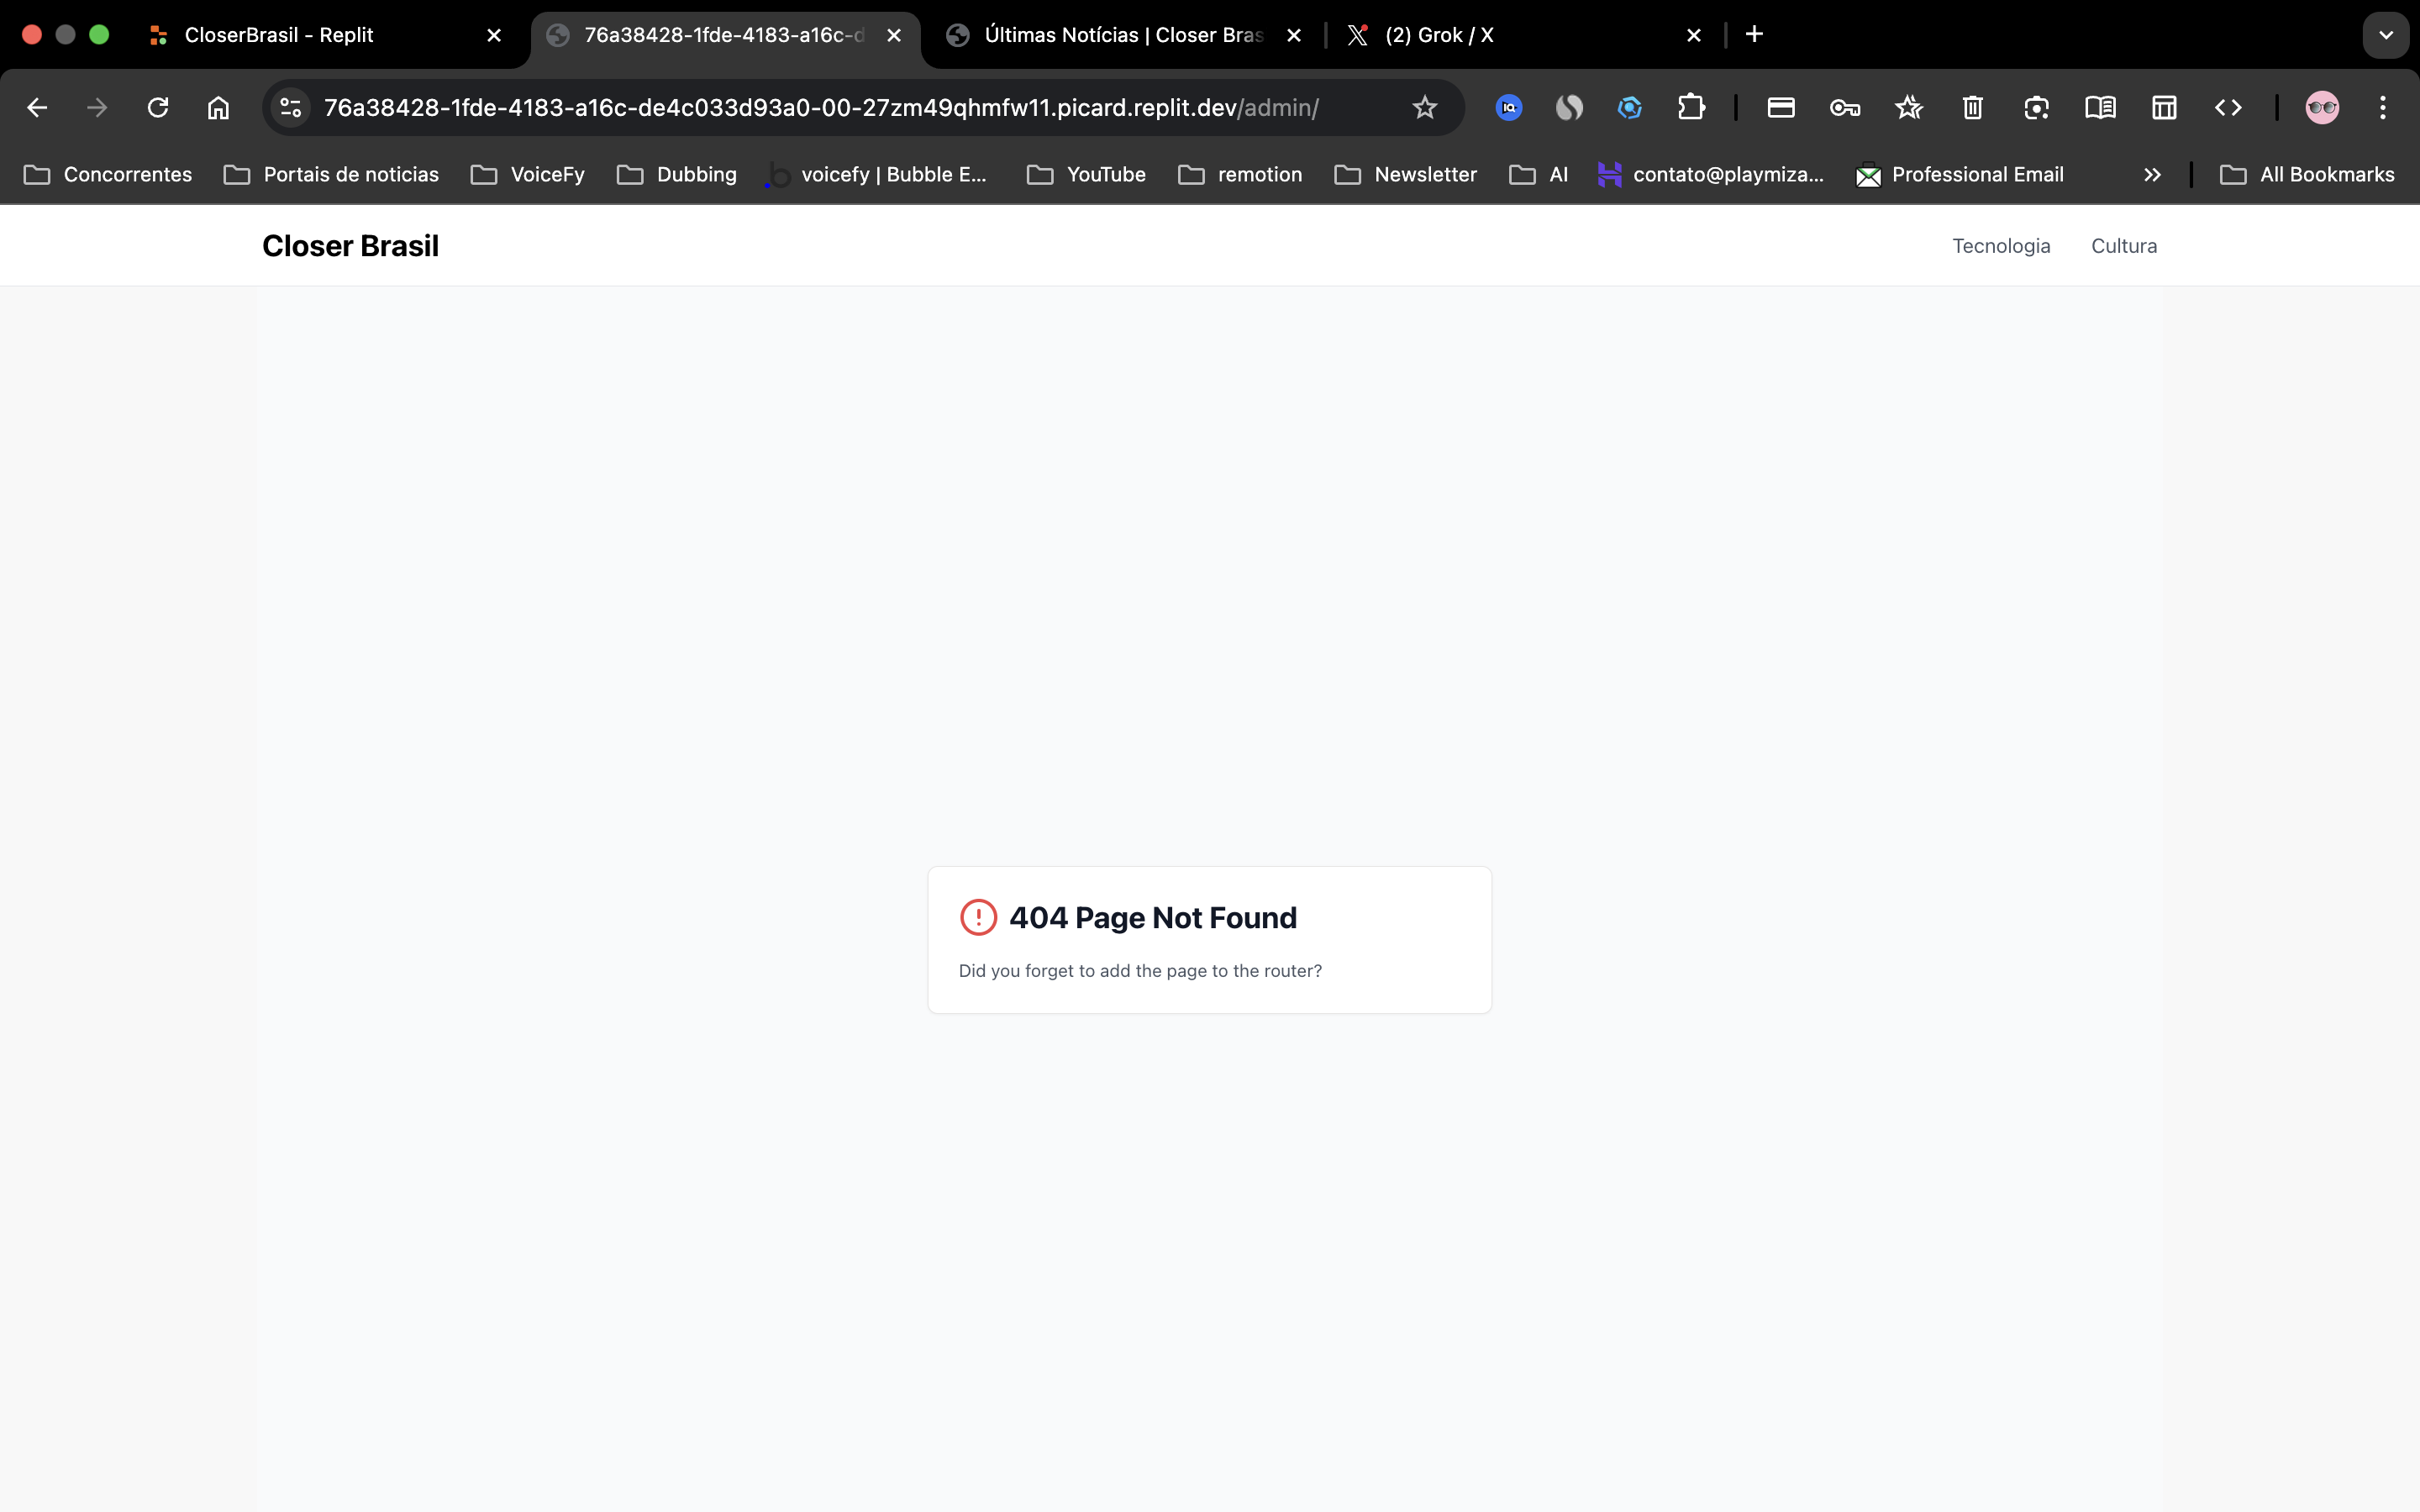 CloserBrasil - Replit
76a38428-1fde-4183-a16c-d
Últimas Notícias | Closer Bras
(2) Grok / X
76a38428-1fde-4183-a16c-de4c033d93a0-00-27zm49qhmfw11.picard.replit.dev/admin/
Concorrentes
Portais de noticias
VoiceFy
Dubbing
voicefy | Bubble E...
YouTube
remotion
Newsletter
AI
contato@playmiza...
Professional Email
All Bookmarks
Closer Brasil
Tecnologia
Cultura
404 Page Not Found
Did you forget to add the page to the router?